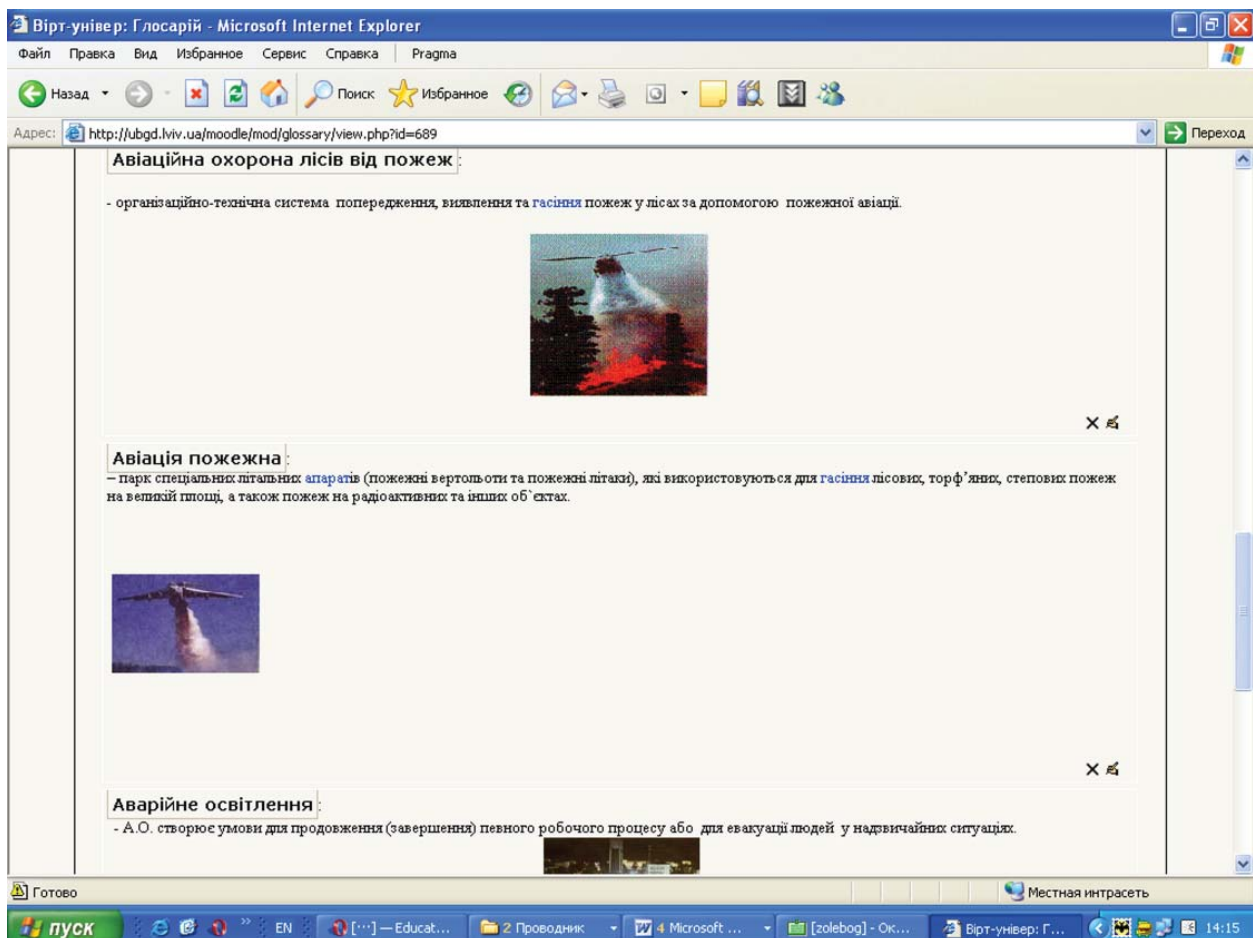 Вірт-універ: Глосарій - Microsoft Internet Explorer
Файл Правка Вид Избранное Сервис Справка Pragma
Назад Поиск Избранное
Адрес: http://ubgd.lviv.ua/moodle/mod/glossary/view.php?id=689 Переход
Авіаційна охорона лісів від пожеж:
- організаційно-технічна система попередження, виявлення та гасіння пожеж у лісах за допомогою пожежної авіації.
Авіація пожежна:
– парк спеціальних літальних апаратів (пожежні вертольоти та пожежні літаки), які використовуються для гасіння лісових, торф’яних, степових пожеж
на великій площі, а також пожеж на радіоактивних та інших об`єктах.
Аварійне освітлення:
- А.О. створює умови для продовження (завершення) певного робочого процесу або для евакуації людей у надзвичайних ситуаціях.
Готово Местная интрасеть
пуск EN [···] — Educat... 2 Проводник 4 Microsoft ... [zolebog] - Ок... Вірт-універ: Г... 14:15